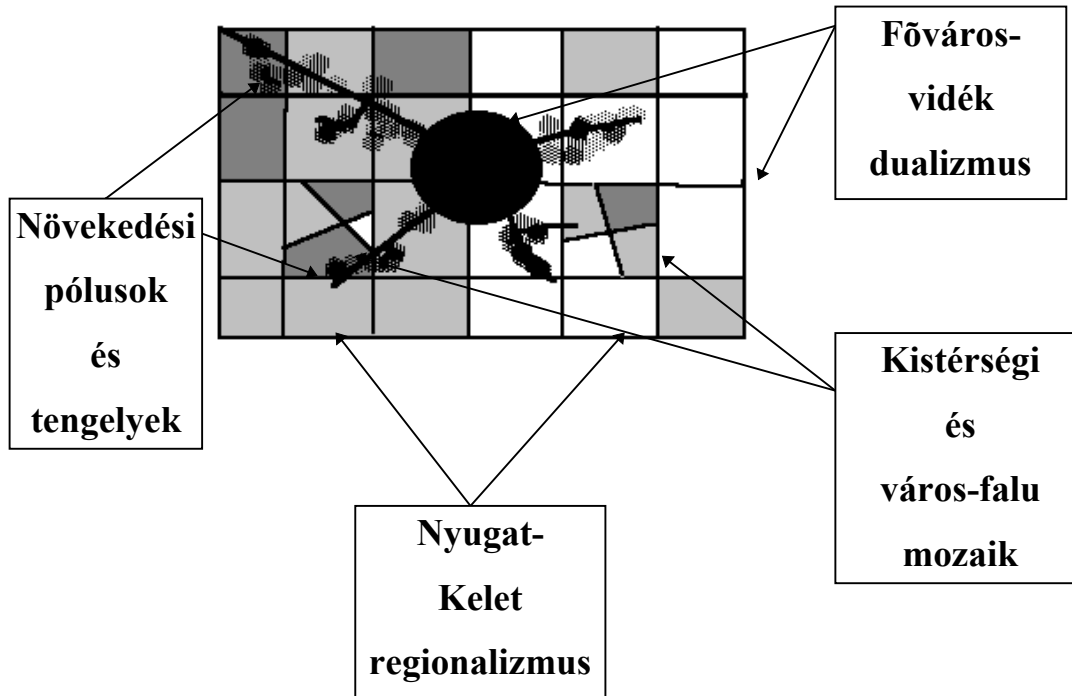 Fõváros-
vidék
dualizmus
Növekedési
pólusok
és
tengelyek
Kistérségi
és
város-falu
mozaik
Nyugat-
Kelet
regionalizmus